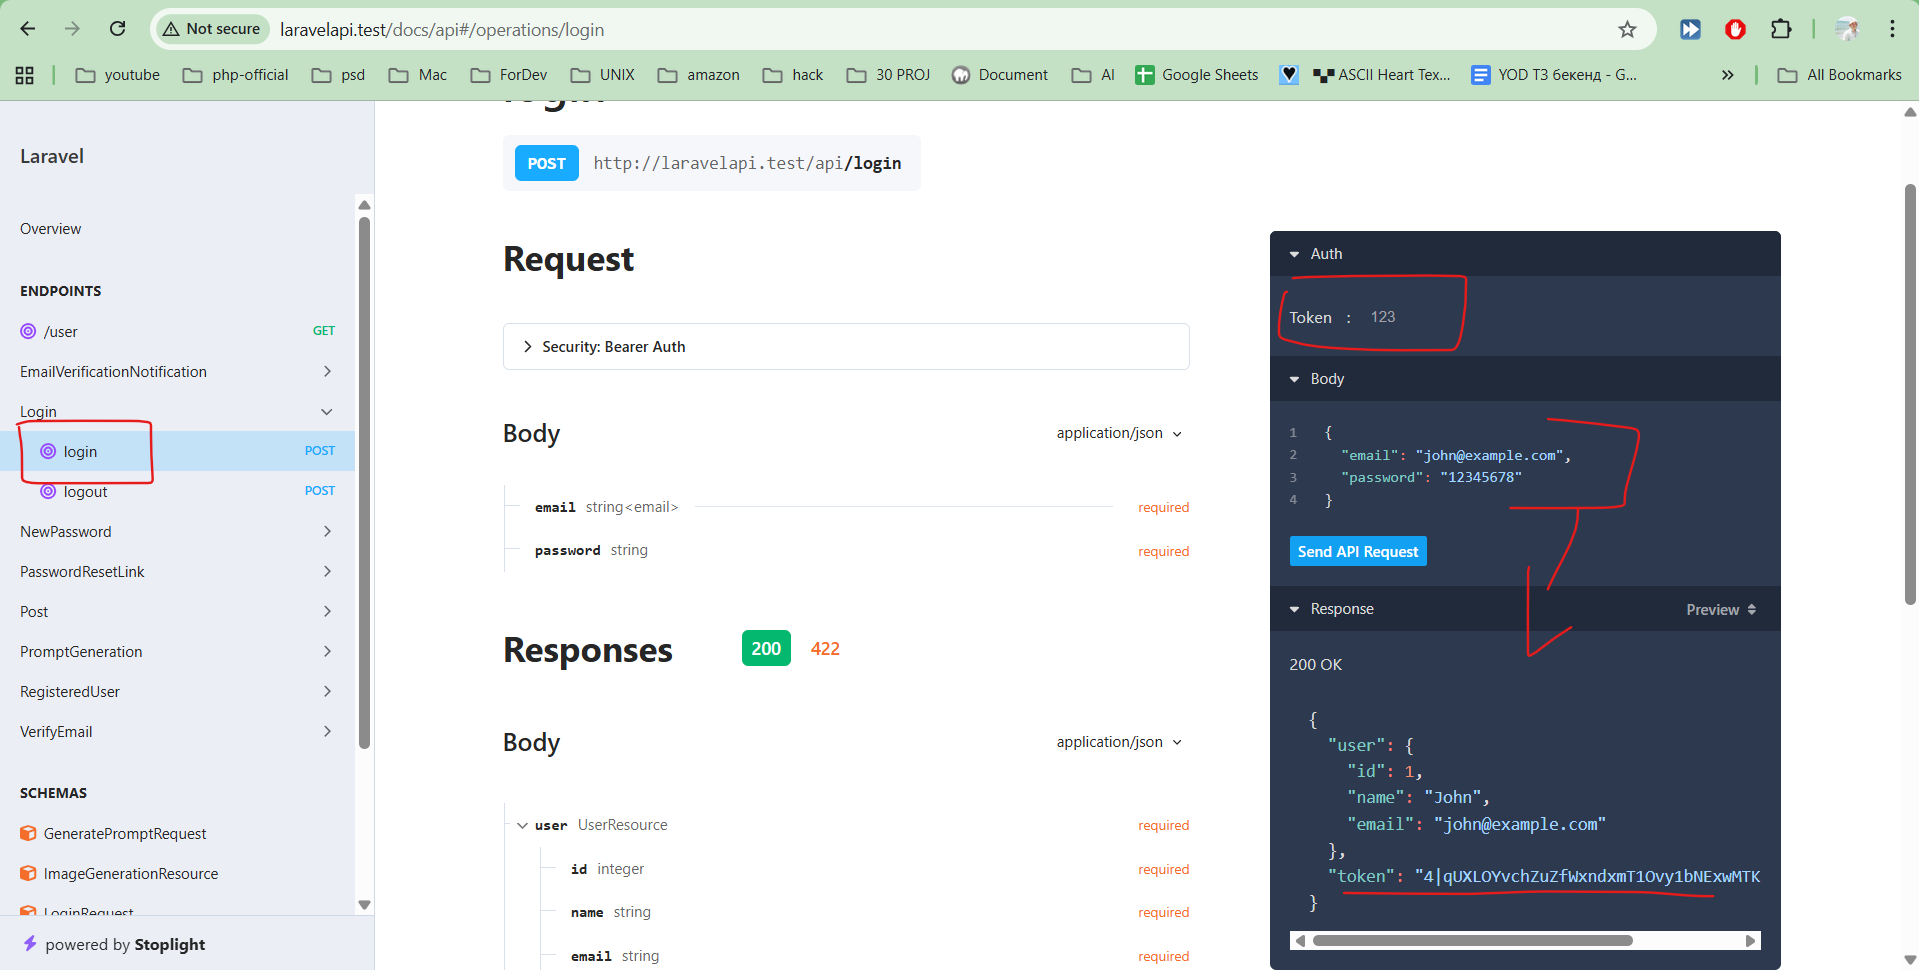 Not secure
laravelapi.test/docs/api#/operations/login
youtube
php-official
psd
Mac
ForDev
UNIX
amazon
hack
30 PROJ
Document
AI
Google Sheets
ASCII Heart Tex...
YOD ТЗ бекенд - G...
»
All Bookmarks
Laravel
Overview
ENDPOINTS
/user GET
EmailVerificationNotification
Login
login POST
logout POST
NewPassword
PasswordResetLink
Post
PromptGeneration
RegisteredUser
VerifyEmail
SCHEMAS
GeneratePromptRequest
ImageGenerationResource
LoginRequest
powered by Stoplight
login
POST http://laravelapi.test/api/login
Request
Security: Bearer Auth
Body application/json
email string<email> required
password string required
Responses 200 422
Body application/json
user UserResource required
id integer required
name string required
email string required
Auth
Token : 123
Body
1 {
2 "email": "john@example.com",
3 "password": "12345678"
4 }
Send API Request
Response Preview
200 OK
{
"user": {
"id": 1,
"name": "John",
"email": "john@example.com"
},
"token": "4|qUXLOYvchZuZfWxndxmT1Ovy1bNExwMTK
}